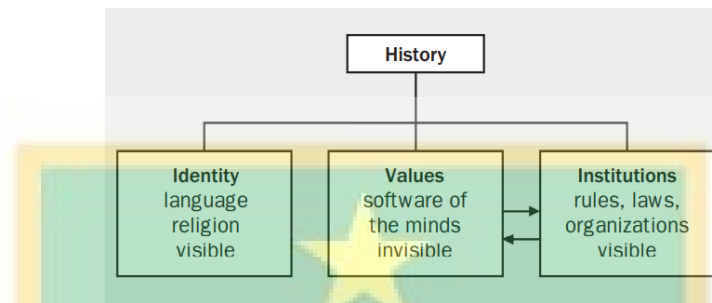 History
Identity
language
religion
visible
Values
software of
the minds
invisible
Institutions
rules, laws,
organizations
visible